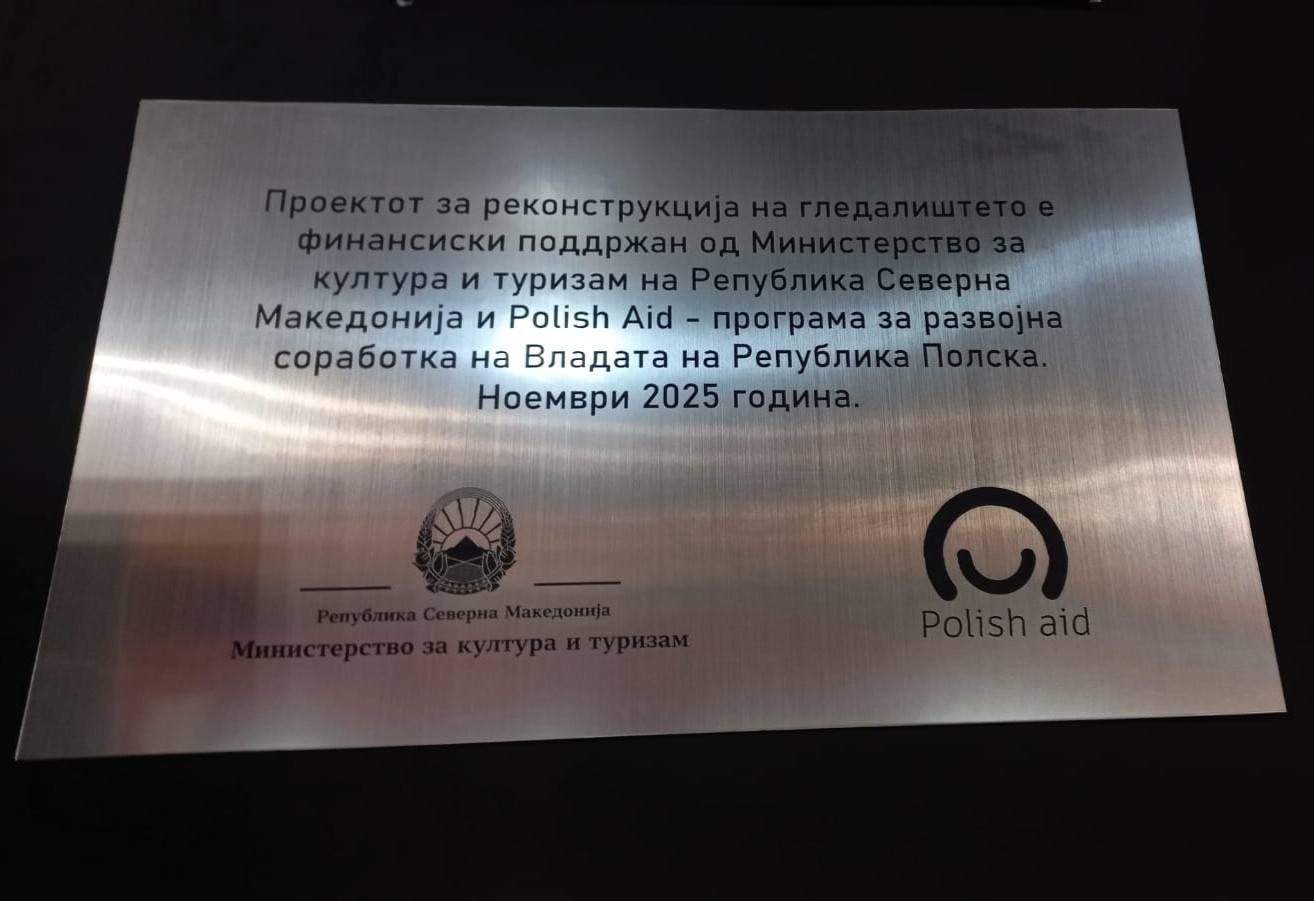 Проектот за реконструкција на гледалиштето е
финансиски поддржан од Министерство за
култура и туризам на Република Северна
Македонија и Polish Aid - програма за развојна
соработка на Владата на Република Полска.
Ноември 2025 година.
Република Северна Македонија
Министерство за култура и туризам
Polish aid